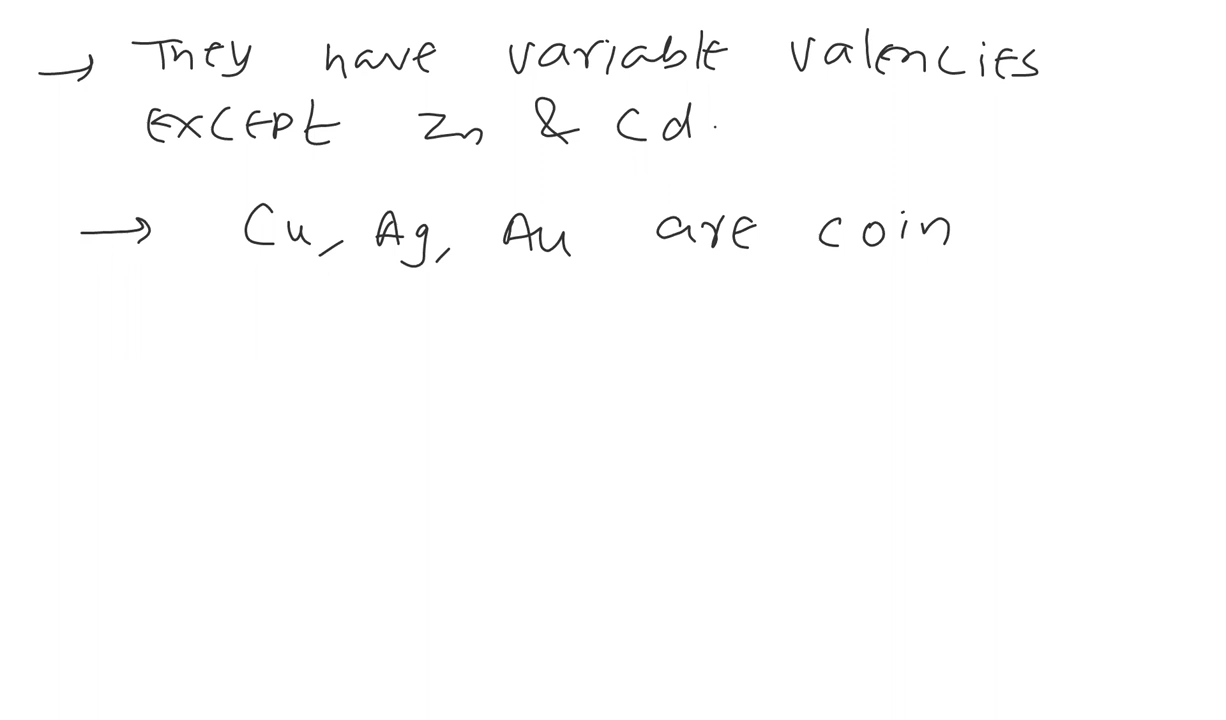 → They have variable valencies
except Zn & Cd.
→ Cu, Ag, Au are coin